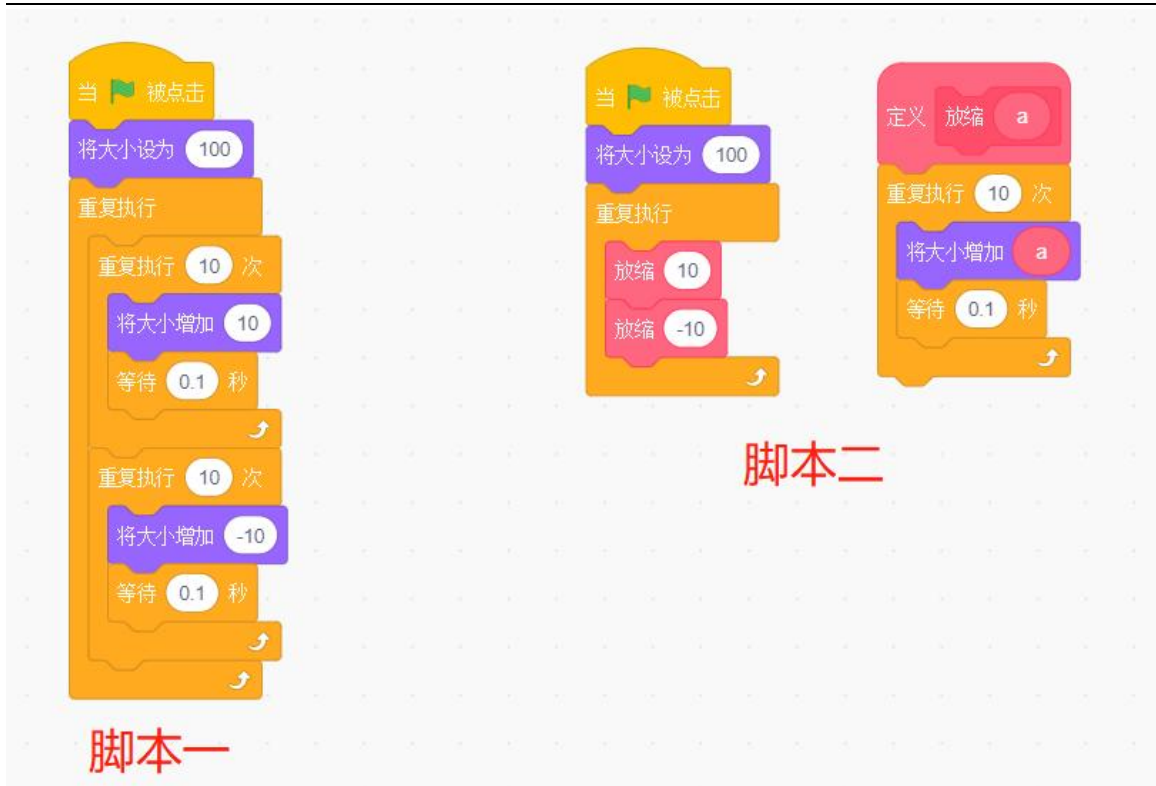 当 被点击
将大小设为 100
重复执行
重复执行 10 次
将大小增加 10
等待 0.1 秒
重复执行 10 次
将大小增加 -10
等待 0.1 秒
脚本一
当 被点击
将大小设为 100
重复执行
放缩 10
放缩 -10
定义 放缩 a
重复执行 10 次
将大小增加 a
等待 0.1 秒
脚本二